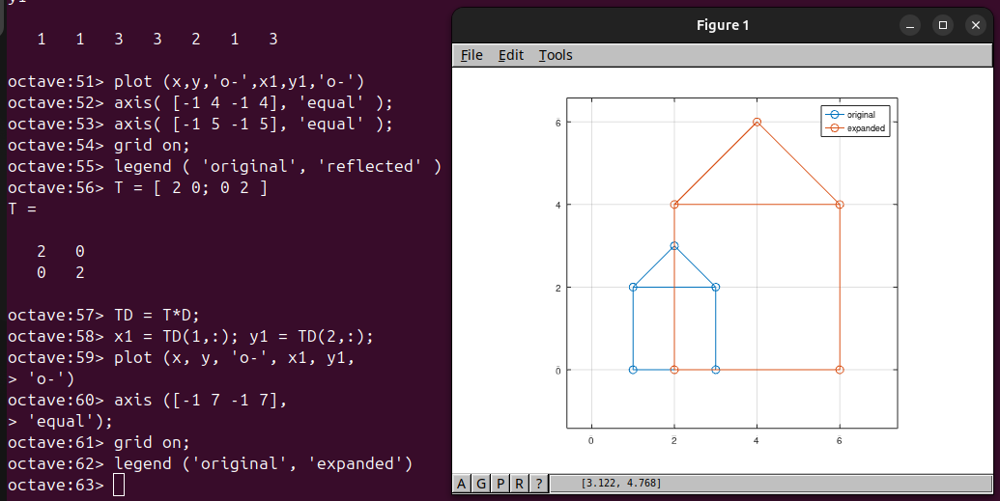 y1
1 1 3 3 2 1 3
octave:51> plot (x,y,'o-',x1,y1,'o-')
octave:52> axis( [-1 4 -1 4], 'equal' );
octave:53> axis( [-1 5 -1 5], 'equal' );
octave:54> grid on;
octave:55> legend ( 'original', 'reflected' )
octave:56> T = [ 2 0; 0 2 ]
T =
2 0
0 2
octave:57> TD = T*D;
octave:58> x1 = TD(1,:); y1 = TD(2,:);
octave:59> plot (x, y, 'o-', x1, y1,
> 'o-')
octave:60> axis ([-1 7 -1 7],
> 'equal');
octave:61> grid on;
octave:62> legend ('original', 'expanded')
octave:63>
Figure 1
File Edit Tools
original
expanded
6
4
2
0
0 2 4 6
A G P R ? [3.122, 4.768]